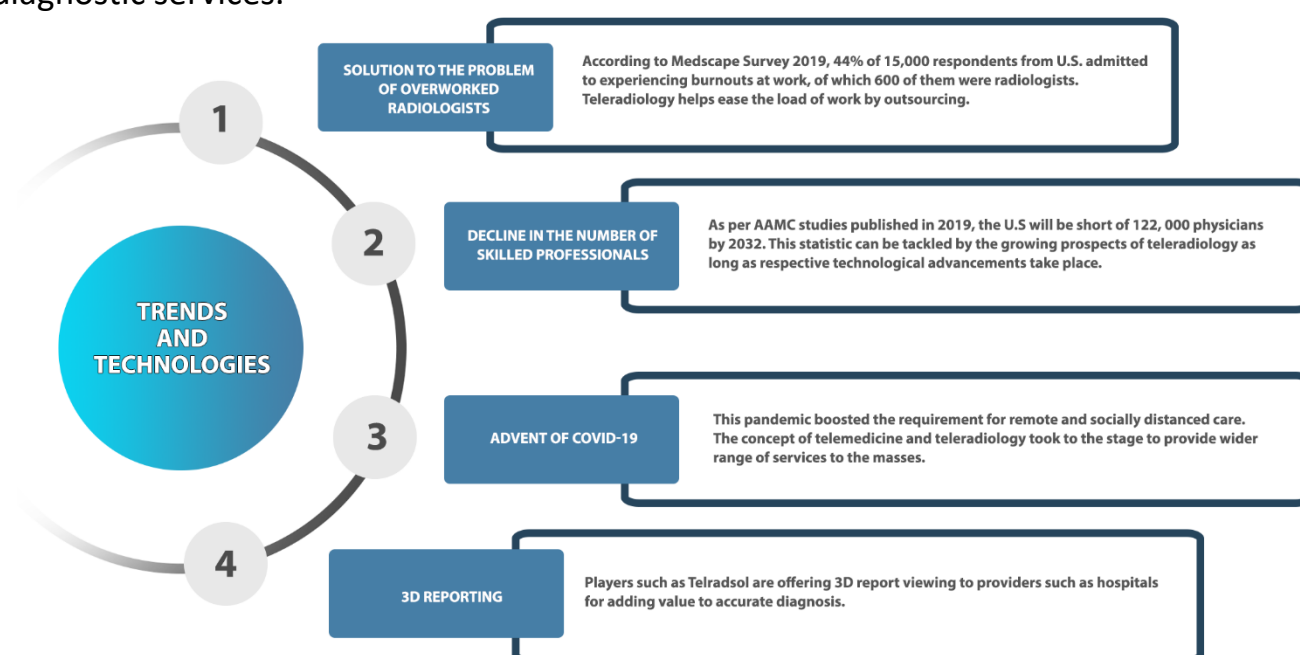 diagnostic services.
1
SOLUTION TO THE PROBLEM
OF OVERWORKED
RADIOLOGISTS
According to Medscape Survey 2019, 44% of 15,000 respondents from U.S. admitted
to experiencing burnouts at work, of which 600 of them were radiologists.
Teleradiology helps ease the load of work by outsourcing.
2
DECLINE IN THE NUMBER OF
SKILLED PROFESSIONALS
As per AAMC studies published in 2019, the U.S will be short of 122, 000 physicians
by 2032. This statistic can be tackled by the growing prospects of teleradiology as
long as respective technological advancements take place.
TRENDS
AND
TECHNOLOGIES
3
ADVENT OF COVID-19
This pandemic boosted the requirement for remote and socially distanced care.
The concept of telemedicine and teleradiology took to the stage to provide wider
range of services to the masses.
4
3D REPORTING
Players such as Telradsol are offering 3D report viewing to providers such as hospitals
for adding value to accurate diagnosis.